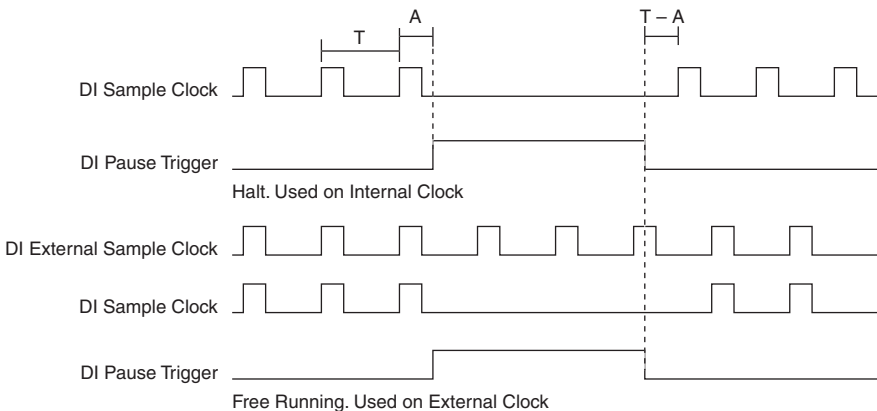 T
A
T – A
DI Sample Clock
DI Pause Trigger
Halt. Used on Internal Clock
DI External Sample Clock
DI Sample Clock
DI Pause Trigger
Free Running. Used on External Clock